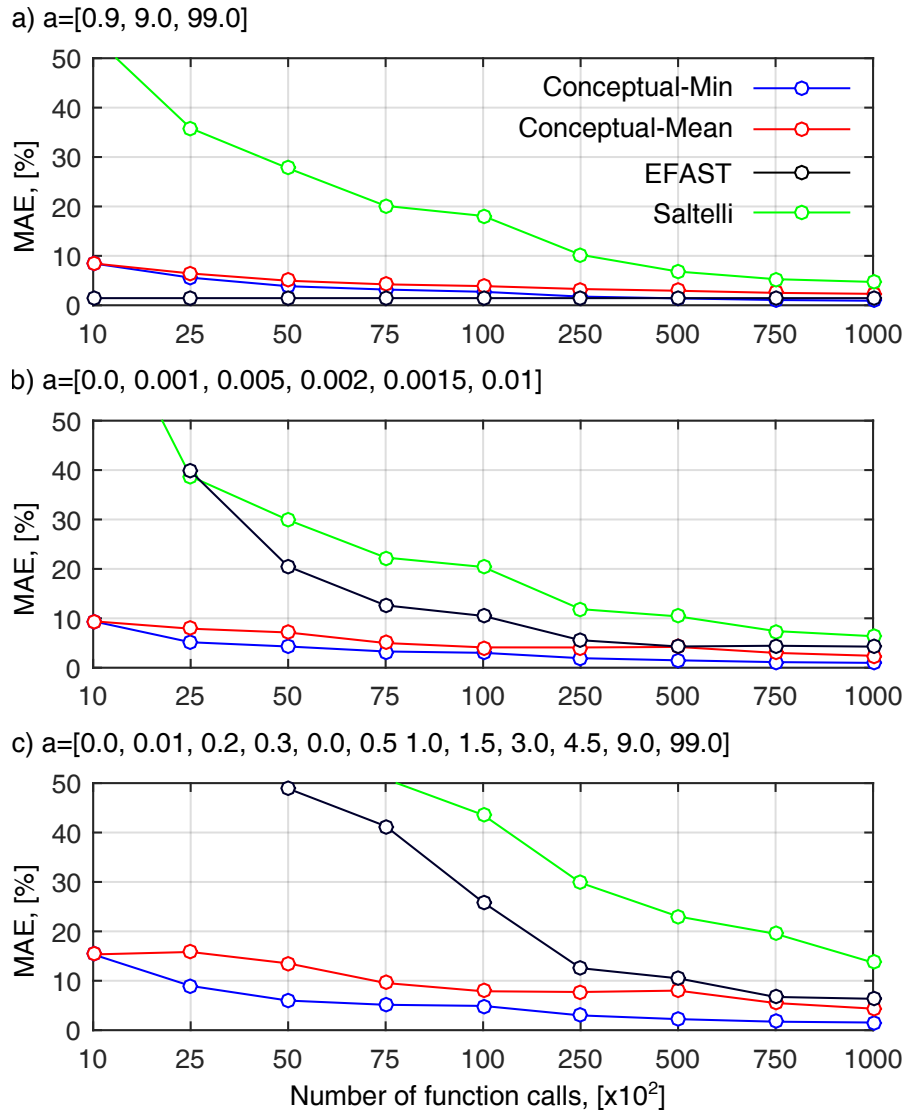 a) a=[0.9, 9.0, 99.0]
50
40
30
20
10
0
MAE, [%]
Conceptual-Min
Conceptual-Mean
EFAST
Saltelli
10 25 50 75 100 250 500 750 1000
b) a=[0.0, 0.001, 0.005, 0.002, 0.0015, 0.01]
50
40
30
20
10
0
MAE, [%]
10 25 50 75 100 250 500 750 1000
c) a=[0.0, 0.01, 0.2, 0.3, 0.0, 0.5 1.0, 1.5, 3.0, 4.5, 9.0, 99.0]
50
40
30
20
10
0
MAE, [%]
10 25 50 75 100 250 500 750 1000
Number of function calls, [x10²]